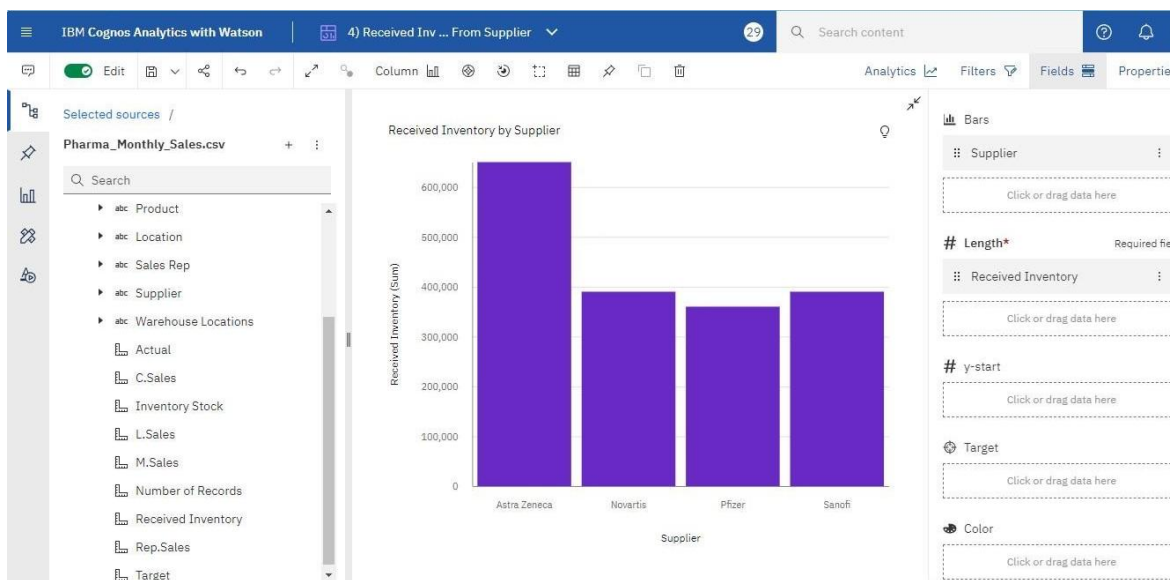 IBM Cognos Analytics with Watson
4) Received Inv ... From Supplier
29
Search content
Edit
Column
Analytics
Filters
Fields
Propertie
Selected sources /
Pharma_Monthly_Sales.csv
Search
abc Product
abc Location
abc Sales Rep
abc Supplier
abc Warehouse Locations
Actual
C.Sales
Inventory Stock
L.Sales
M.Sales
Number of Records
Received Inventory
Rep.Sales
Target
Received Inventory by Supplier
Received Inventory (Sum)
600,000
500,000
400,000
300,000
200,000
100,000
0
Astra Zeneca Novartis Pfizer Sanofi
Supplier
Bars
Supplier
Click or drag data here
# Length* Required fie
Received Inventory
Click or drag data here
# y-start
Click or drag data here
Target
Click or drag data here
Color
Click or drag data here